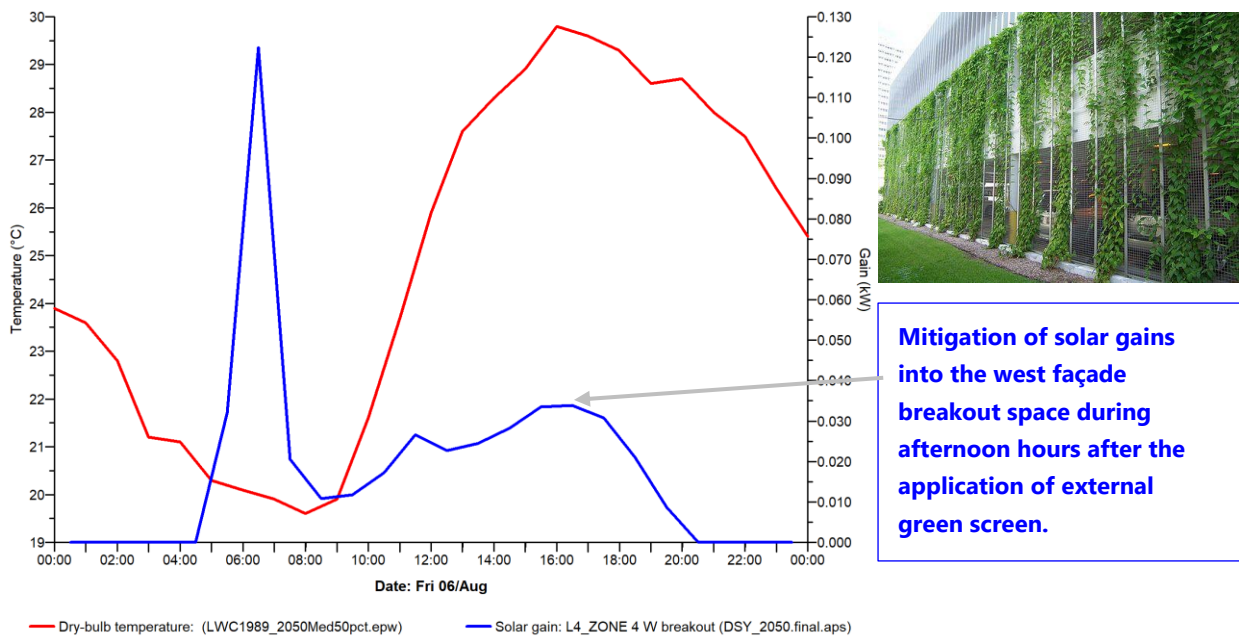 30
29
28
27
26
25
24
23
22
21
20
19
Temperature (°C)
0.130
0.120
0.110
0.100
0.090
0.080
0.070
0.060
0.050
0.040
0.030
0.020
0.010
0.000
Gain (kW)
00:00 02:00 04:00 06:00 08:00 10:00 12:00 14:00 16:00 18:00 20:00 22:00 00:00
Date: Fri 06/Aug
Dry-bulb temperature: (LWC1989_2050Med50pct.epw) Solar gain: L4_ZONE 4 W breakout (DSY_2050.final.aps)
Mitigation of solar gains
into the west façade
breakout space during
afternoon hours after the
application of external
green screen.